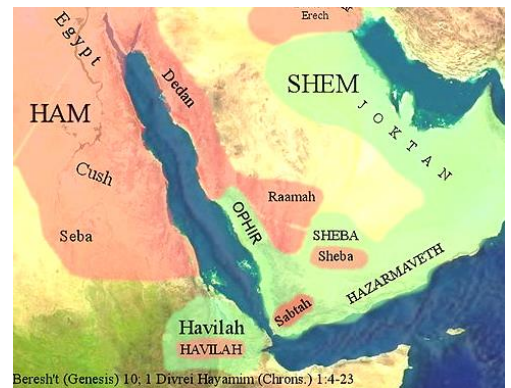 Erech
Egypt
Dedan
SHEM
HAM
JOKTAN
Cush
Raamah
OPHIR
Seba
SHEBA
Sheba
HAZARMAVETH
Sabtah
Havilah
HAVILAH
Beresh't (Genesis) 10; 1 Divrei Hayamim (Chrons.) 1:4-23